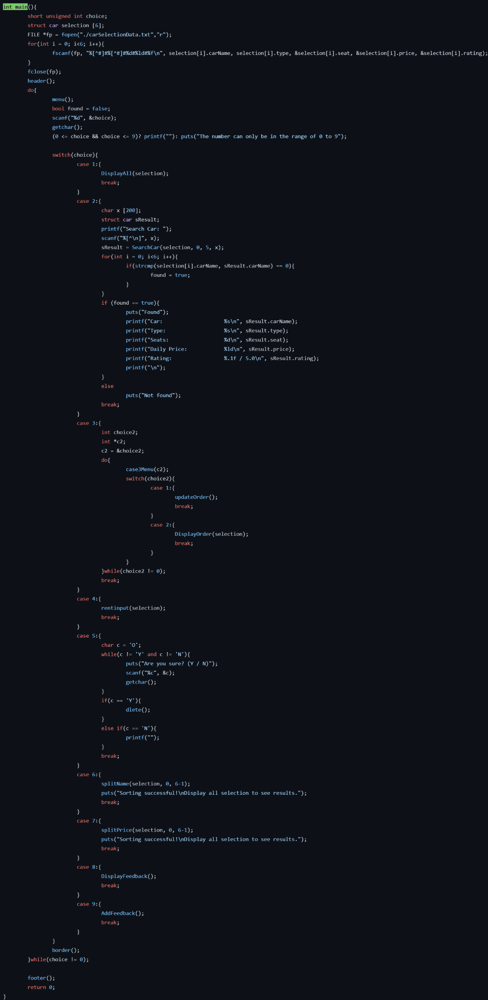 int main(){
short unsigned int choice;
struct car selection [6];
FILE *fp = fopen("./carSelectionData.txt","r");
for(int i = 0; i<6; i++){
fscanf(fp, "%[^#]#%[^#]#%d#%ld#%f\n", selection[i].carName, selection[i].type, &selection[i].seat, &selection[i].price, &selection[i].rating);
}
fclose(fp);
header();
do{
menu();
bool found = false;
scanf("%d", &choice);
getchar();
(0 <= choice && choice <= 9)? printf(""): puts("The number can only be in the range of 0 to 9");
switch(choice){
case 1:{
DisplayAll(selection);
break;
}
case 2:{
char x [200];
struct car sResult;
printf("Search Car: ");
scanf("%[^\n]", x);
sResult = SearchCar(selection, 0, 5, x);
for(int i = 0; i<6; i++){
if(strcmp(selection[i].carName, sResult.carName) == 0){
found = true;
}
}
if (found == true){
puts("Found");
printf("Car:                    %s\n", sResult.carName);
printf("Type:                   %s\n", sResult.type);
printf("Seats:                  %d\n", sResult.seat);
printf("Daily Price:            %ld\n", sResult.price);
printf("Rating:                 %.1f / 5.0\n", sResult.rating);
printf("\n");
}
else
puts("Not found");
break;
}
case 3:{
int choice2;
int *c2;
c2 = &choice2;
do{
case3Menu(c2);
switch(choice2){
case 1:{
updateOrder();
break;
}
case 2:{
DisplayOrder(selection);
break;
}
}
}while(choice2 != 0);
break;
}
case 4:{
rentinput(selection);
break;
}
case 5:{
char c = 'O';
while(c != 'Y' and c != 'N'){
puts("Are you sure? (Y / N)");
scanf("%c", &c);
getchar();
}
if(c == 'Y'){
dlete();
}
else if(c == 'N'){
printf("");
}
break;
}
case 6:{
splitName(selection, 0, 6-1);
puts("Sorting successful!\nDisplay all selection to see results.");
break;
}
case 7:{
splitPrice(selection, 0, 6-1);
puts("Sorting successful!\nDisplay all selection to see results.");
break;
}
case 8:{
DisplayFeedback();
break;
}
case 9:{
AddFeedback();
break;
}
}
border();
}while(choice != 0);
footer();
return 0;
}